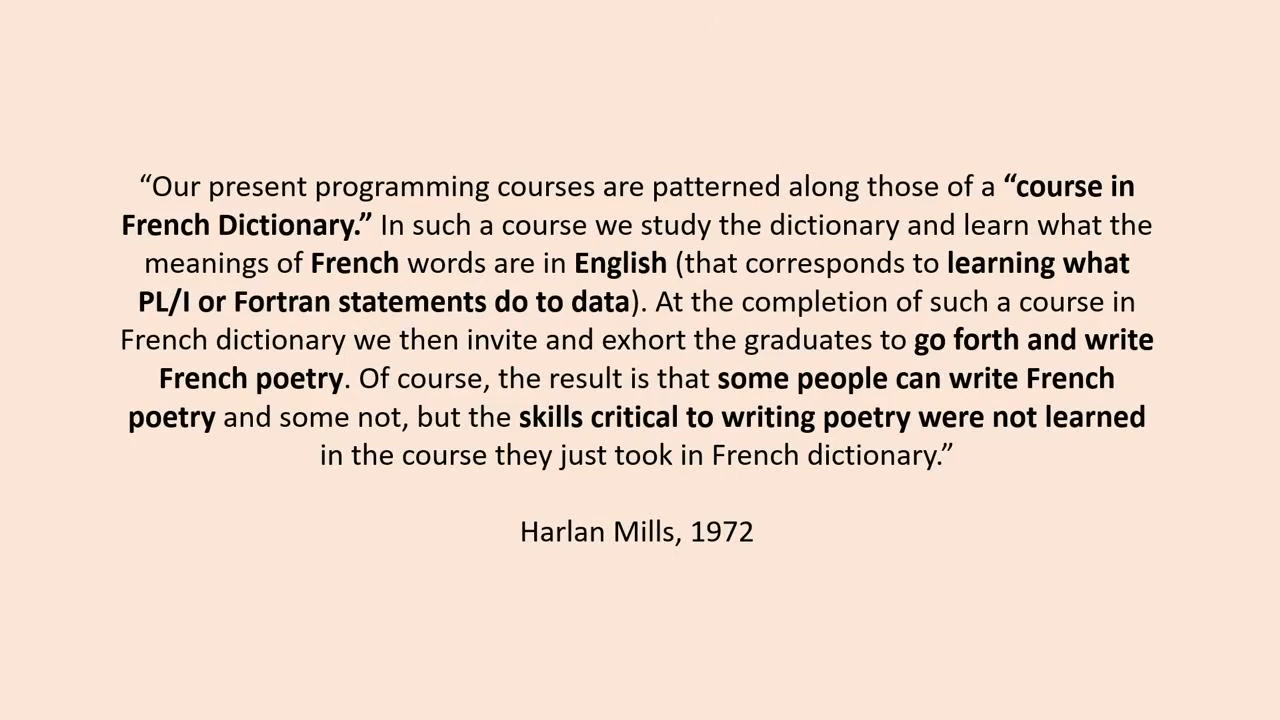 “Our present programming courses are patterned along those of a “course in
French Dictionary.” In such a course we study the dictionary and learn what the
meanings of French words are in English (that corresponds to learning what
PL/I or Fortran statements do to data). At the completion of such a course in
French dictionary we then invite and exhort the graduates to go forth and write
French poetry. Of course, the result is that some people can write French
poetry and some not, but the skills critical to writing poetry were not learned
in the course they just took in French dictionary.”
Harlan Mills, 1972